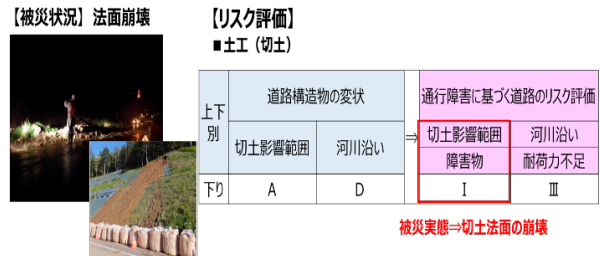 【被災状況】法面崩壊
【リスク評価】
■土工（切土）
上下別 道路構造物の変状 ⇒ 通行障害に基づく道路のリスク評価
切土影響範囲 河川沿い 切土影響範囲 河川沿い
障害物 耐荷力不足
下り A D Ⅰ Ⅲ
被災実態⇒切土法面の崩壊